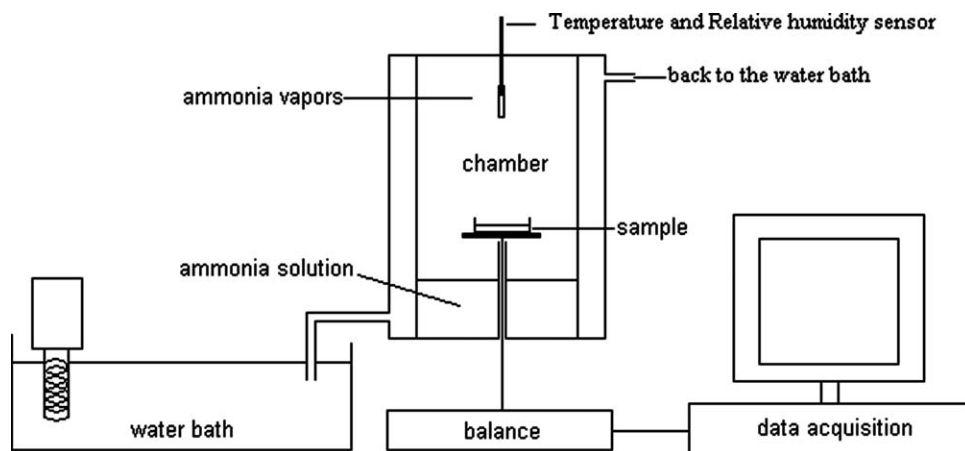 Temperature and Relative humidity sensor
back to the water bath
ammonia vapors
chamber
sample
ammonia solution
water bath
balance
data acquisition